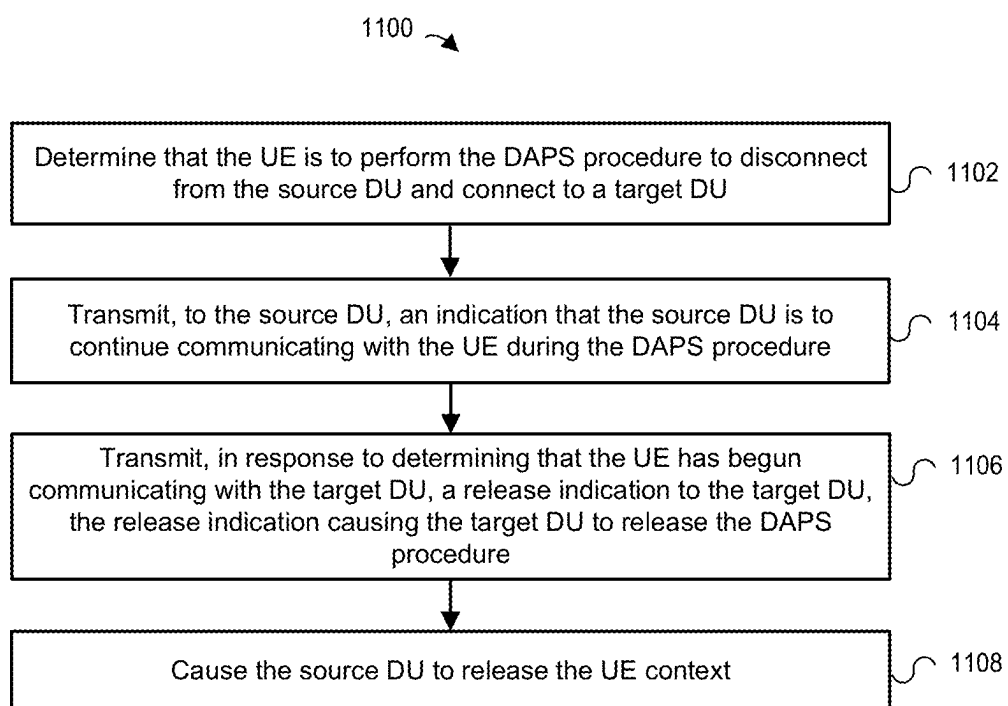 1100
Determine that the UE is to perform the DAPS procedure to disconnect
from the source DU and connect to a target DU
1102
Transmit, to the source DU, an indication that the source DU is to
continue communicating with the UE during the DAPS procedure
1104
Transmit, in response to determining that the UE has begun
communicating with the target DU, a release indication to the target DU,
the release indication causing the target DU to release the DAPS
procedure
1106
Cause the source DU to release the UE context
1108